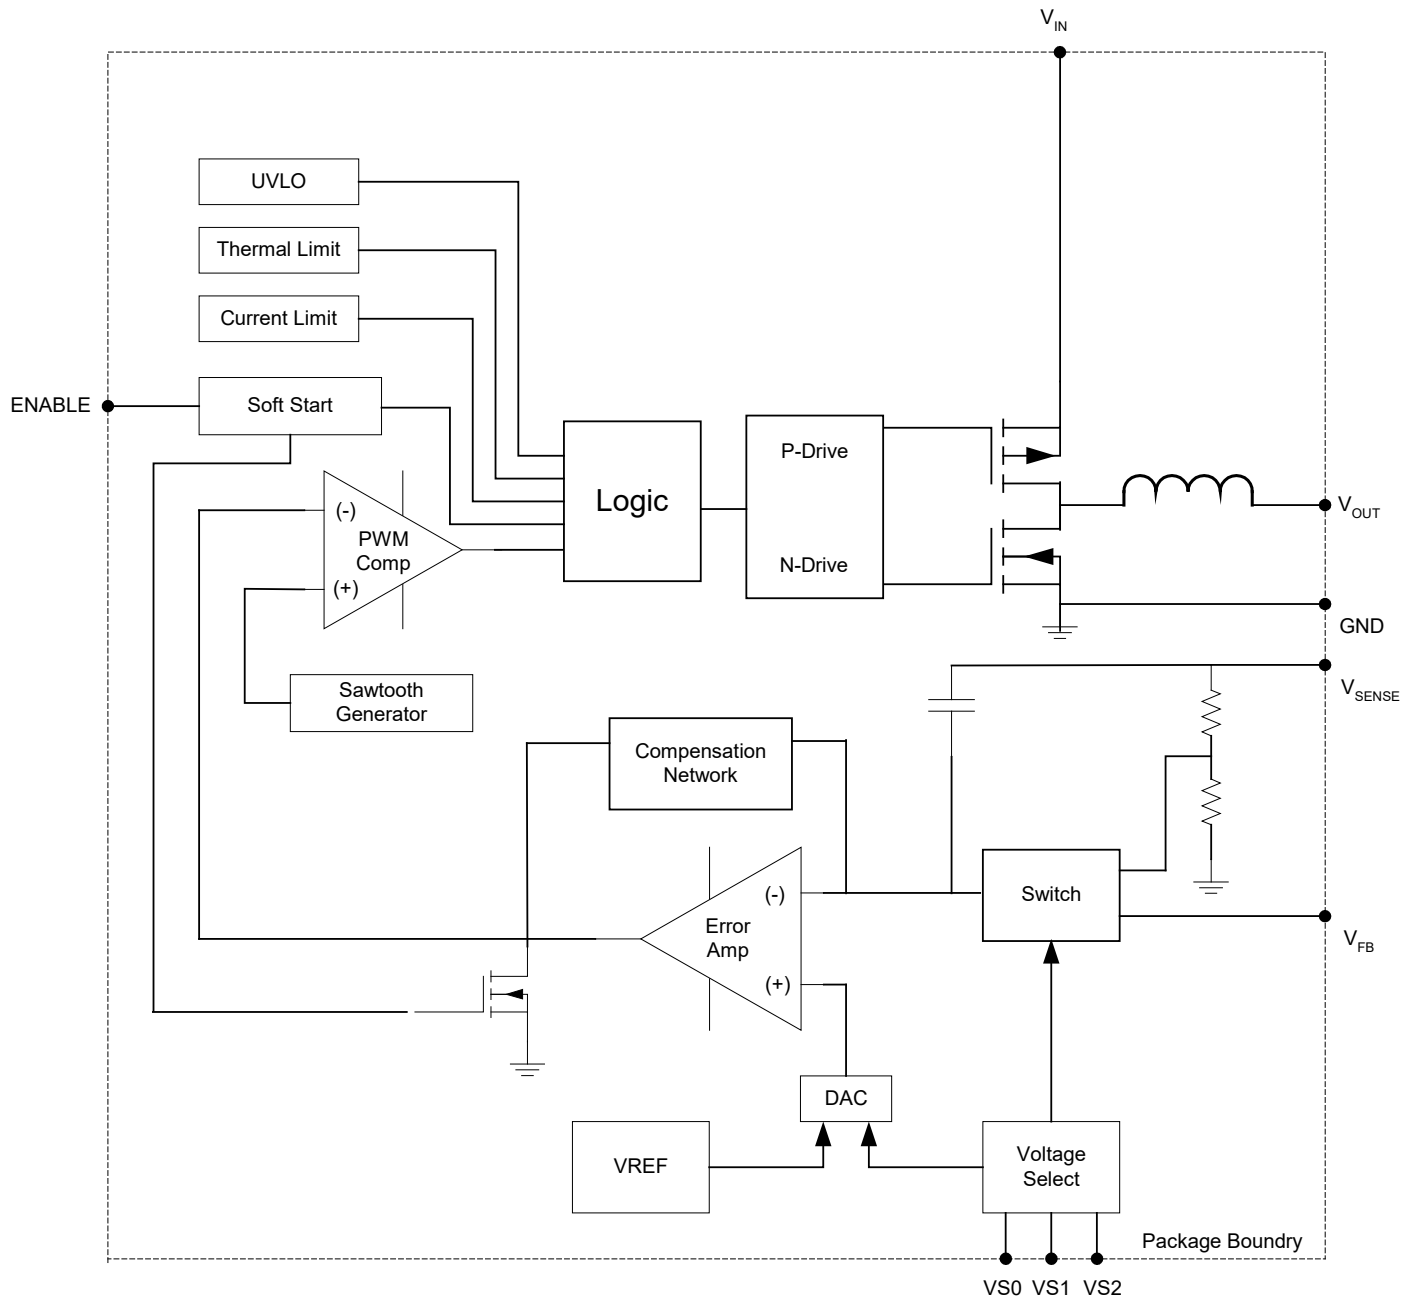 VIN
UVLO
Thermal Limit
Current Limit
ENABLE
Soft Start
P-Drive
Logic
(-)
PWM
Comp
(+)
N-Drive
VOUT
GND
VSENSE
Sawtooth
Generator
Compensation
Network
(-)
Error
Amp
(+)
Switch
VFB
DAC
VREF
Voltage
Select
Package Boundry
VS0 VS1 VS2